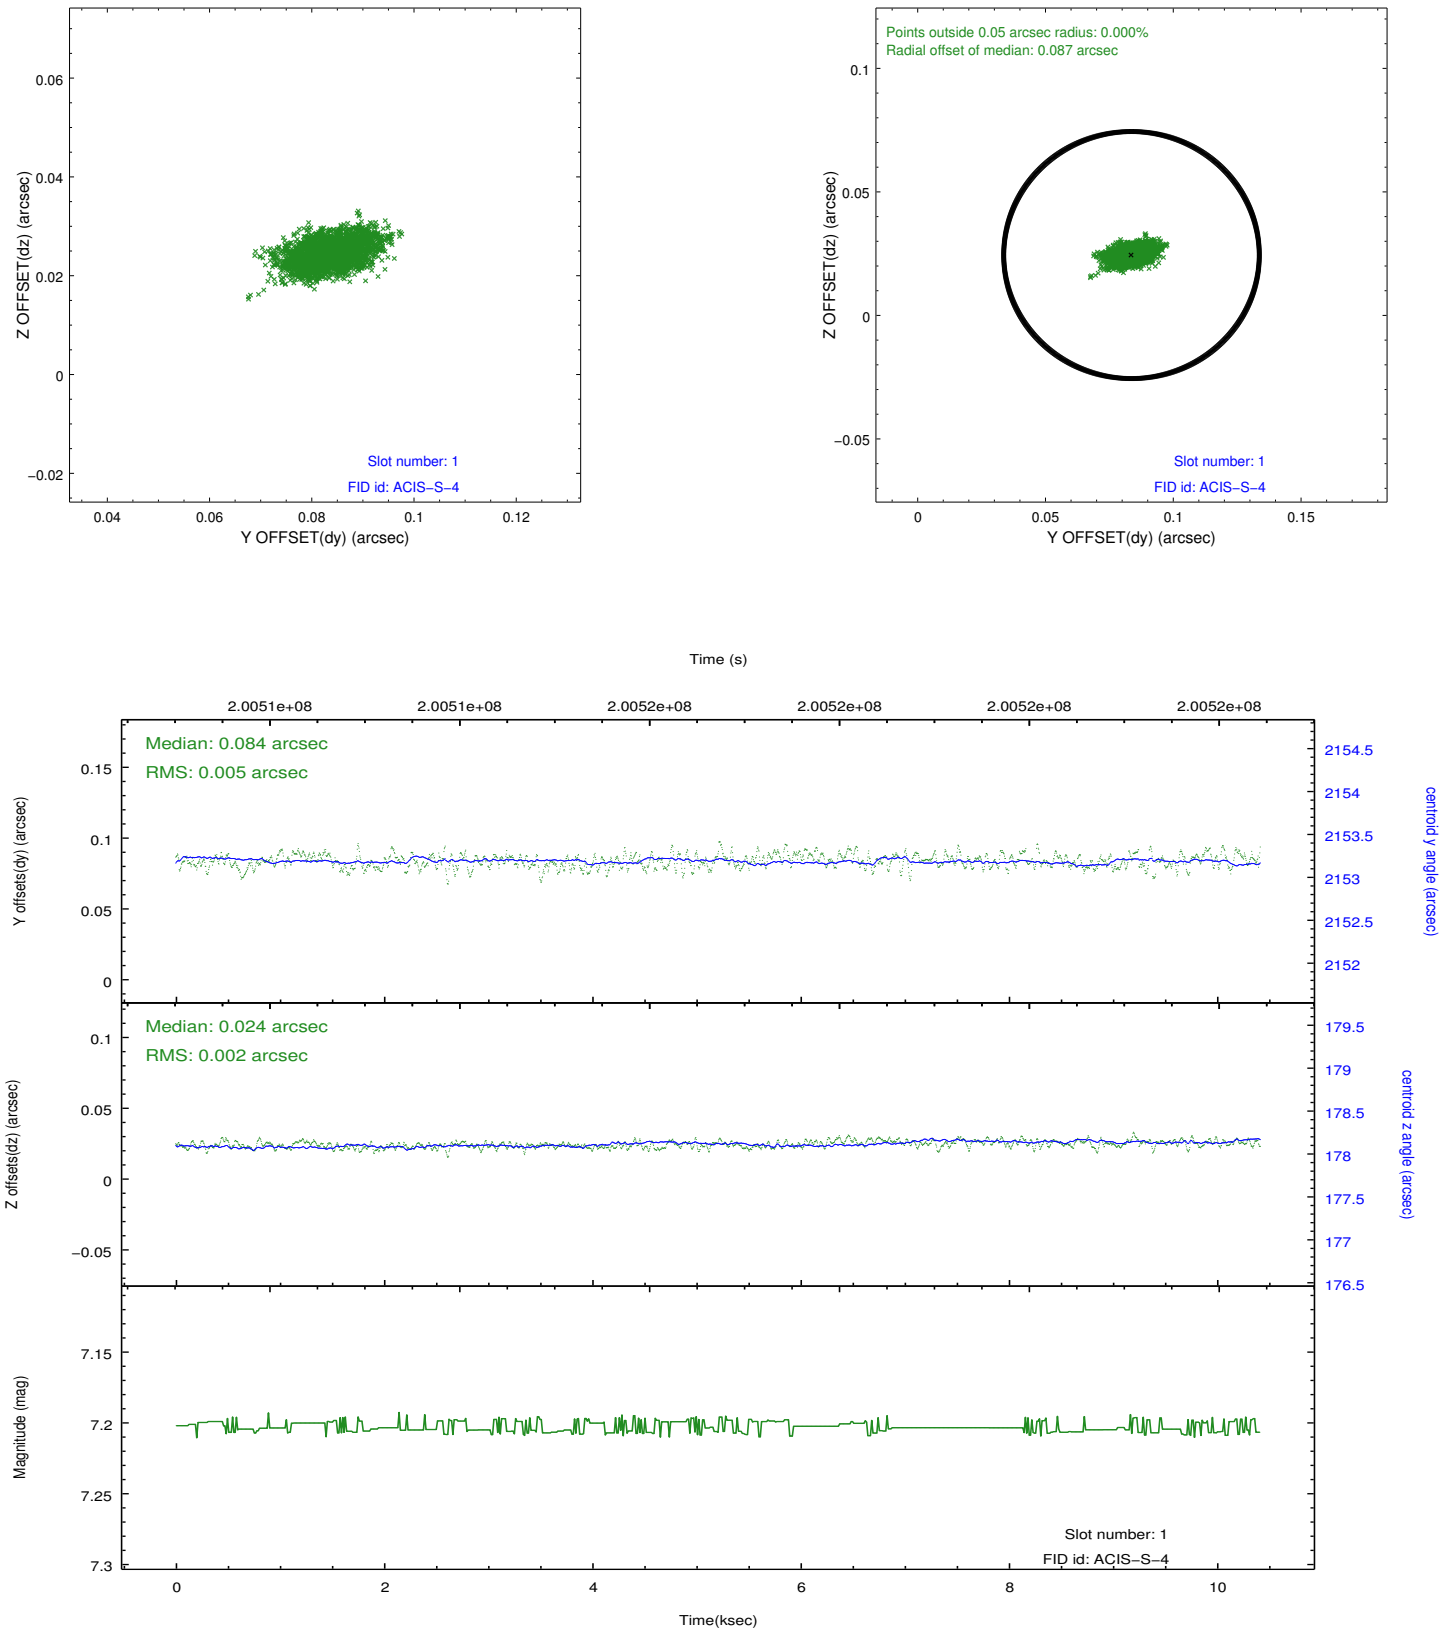 0.06
0.04
0.02
0
−0.02
Z OFFSET(dz) (arcsec)
Slot number: 1
FID id: ACIS−S−4
0.04 0.06 0.08 0.1 0.12
Y OFFSET(dy) (arcsec)
Points outside 0.05 arcsec radius: 0.000%
Radial offset of median: 0.087 arcsec
0.1
0.05
0
−0.05
Z OFFSET(dz) (arcsec)
Slot number: 1
FID id: ACIS−S−4
0 0.05 0.1 0.15
Y OFFSET(dy) (arcsec)
Time (s)
2.0051e+08 2.0051e+08 2.0052e+08 2.0052e+08 2.0052e+08 2.0052e+08
Median: 0.084 arcsec
RMS: 0.005 arcsec
0.15
0.1
0.05
0
Y offsets(dy) (arcsec)
2154.5
2154
2153.5
2153
2152.5
2152
centroid y angle (arcsec)
Median: 0.024 arcsec
RMS: 0.002 arcsec
0.1
0.05
0
−0.05
Z offsets(dz) (arcsec)
179.5
179
178.5
178
177.5
177
176.5
centroid z angle (arcsec)
7.15
7.2
7.25
7.3
Magnitude (mag)
Slot number: 1
FID id: ACIS−S−4
0 2 4 6 8 10
Time(ksec)